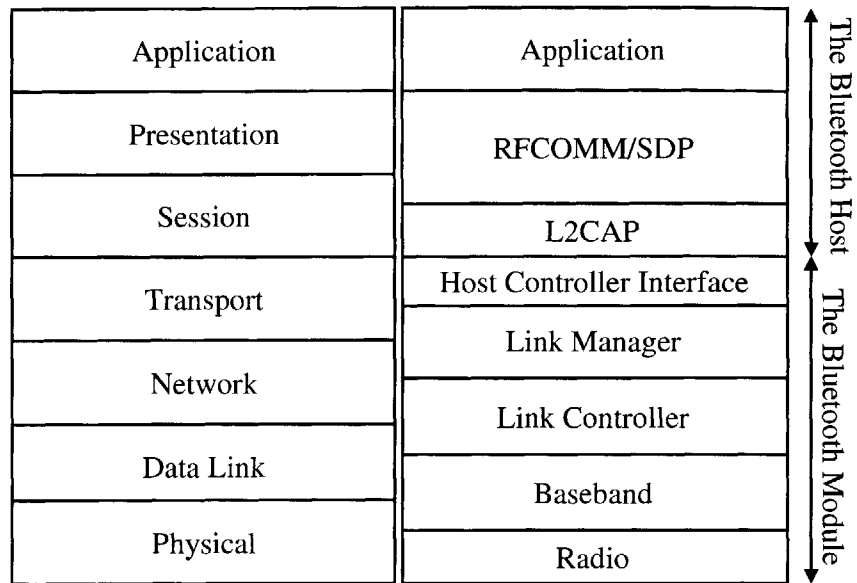 Application
Presentation
Session
Transport
Network
Data Link
Physical
Application
RFCOMM/SDP
L2CAP
Host Controller Interface
Link Manager
Link Controller
Baseband
Radio
The Bluetooth Host
The Bluetooth Module